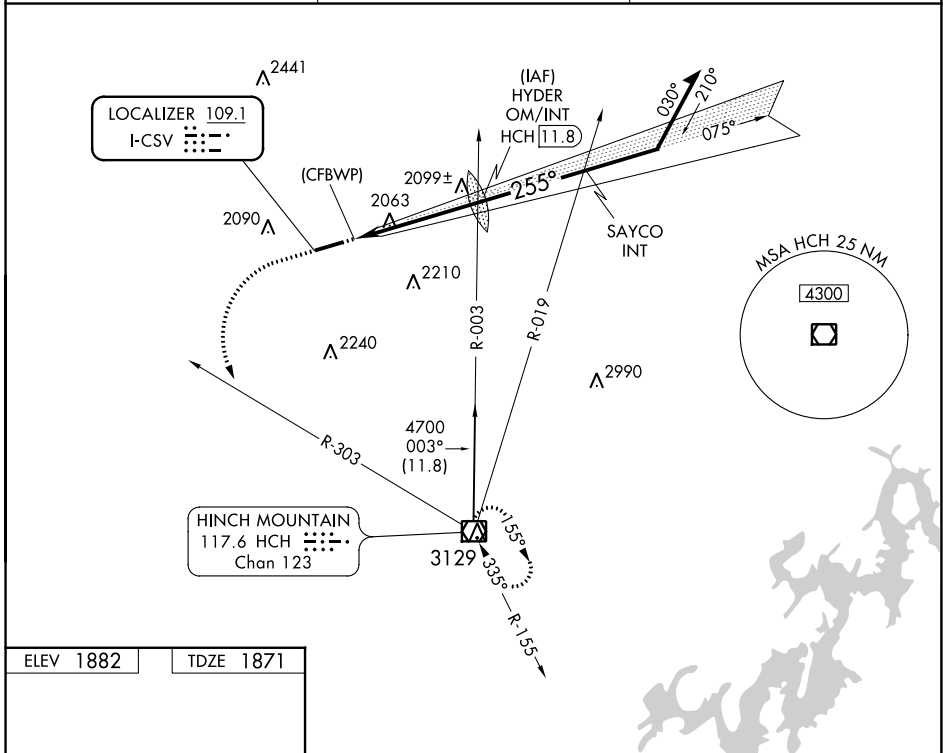 2441
LOCALIZER 109.1
I-CSV
(IAF)
HYDER
OM/INT
HCH 11.8
030°
210°
075°
(CFBWP)
2099±
255°
2063
2090
SAYCO
INT
MSA HCH 25 NM
4300
2210
R-003
R-019
2240
2990
R-303
4700
003°
(11.8)
HINCH MOUNTAIN
117.6 HCH
Chan 123
3129
155°
335°
R-155
ELEV 1882
TDZE 1871